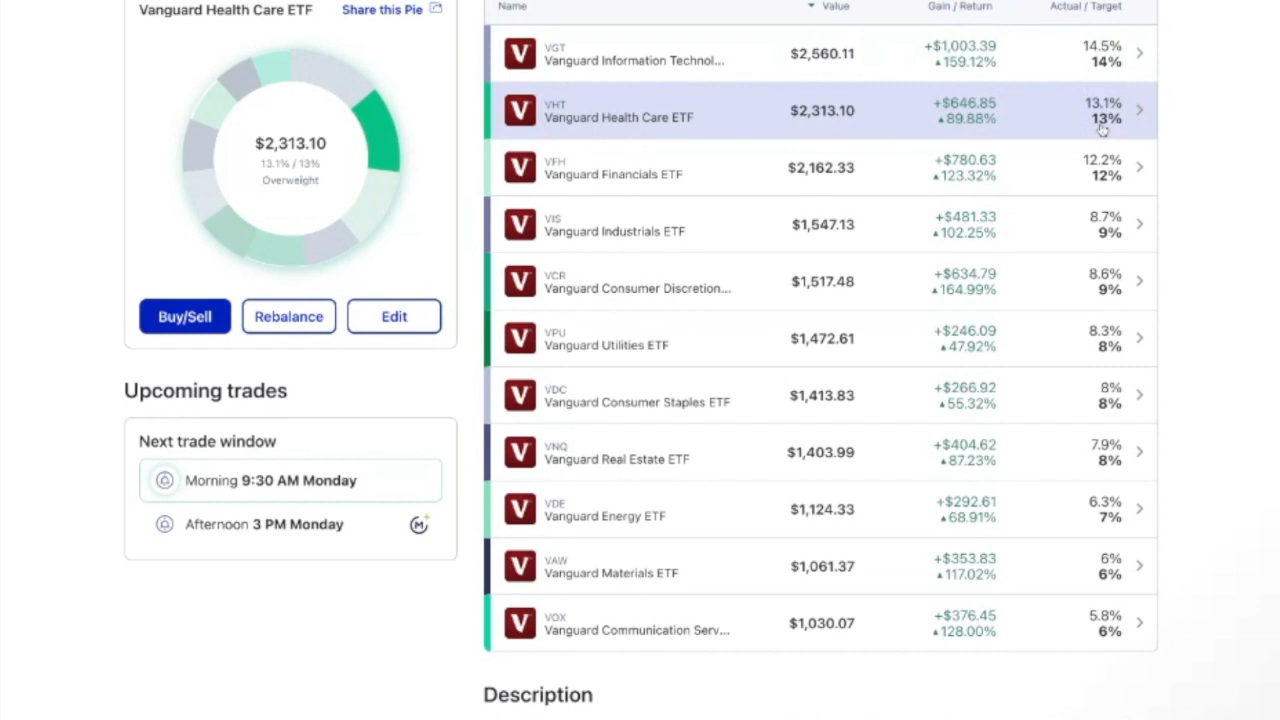 Vanguard Health Care ETF
Share this Pie
$2,313.10
13.1% / 13%
Overweight
Buy/Sell
Rebalance
Edit
Upcoming trades
Next trade window
Morning 9:30 AM Monday
Afternoon 3 PM Monday
M
Name
Value
Gain / Return
Actual / Target
V
VGT
Vanguard Information Technol...
$2,560.11
+$1,003.39
▲159.12%
14.5%
14%
V
VHT
Vanguard Health Care ETF
$2,313.10
+$646.85
▲89.88%
13.1%
13%
V
VFH
Vanguard Financials ETF
$2,162.33
+$780.63
▲123.32%
12.2%
12%
V
VIS
Vanguard Industrials ETF
$1,547.13
+$481.33
▲102.25%
8.7%
9%
V
VCR
Vanguard Consumer Discretion...
$1,517.48
+$634.79
▲164.99%
8.6%
9%
V
VPU
Vanguard Utilities ETF
$1,472.61
+$246.09
▲47.92%
8.3%
8%
V
VDC
Vanguard Consumer Staples ETF
$1,413.83
+$266.92
▲55.32%
8%
8%
V
VNQ
Vanguard Real Estate ETF
$1,403.99
+$404.62
▲87.23%
7.9%
8%
V
VDE
Vanguard Energy ETF
$1,124.33
+$292.61
▲68.91%
6.3%
7%
V
VAW
Vanguard Materials ETF
$1,061.37
+$353.83
▲117.02%
6%
6%
V
VOX
Vanguard Communication Serv...
$1,030.07
+$376.45
▲128.00%
5.8%
6%
Description